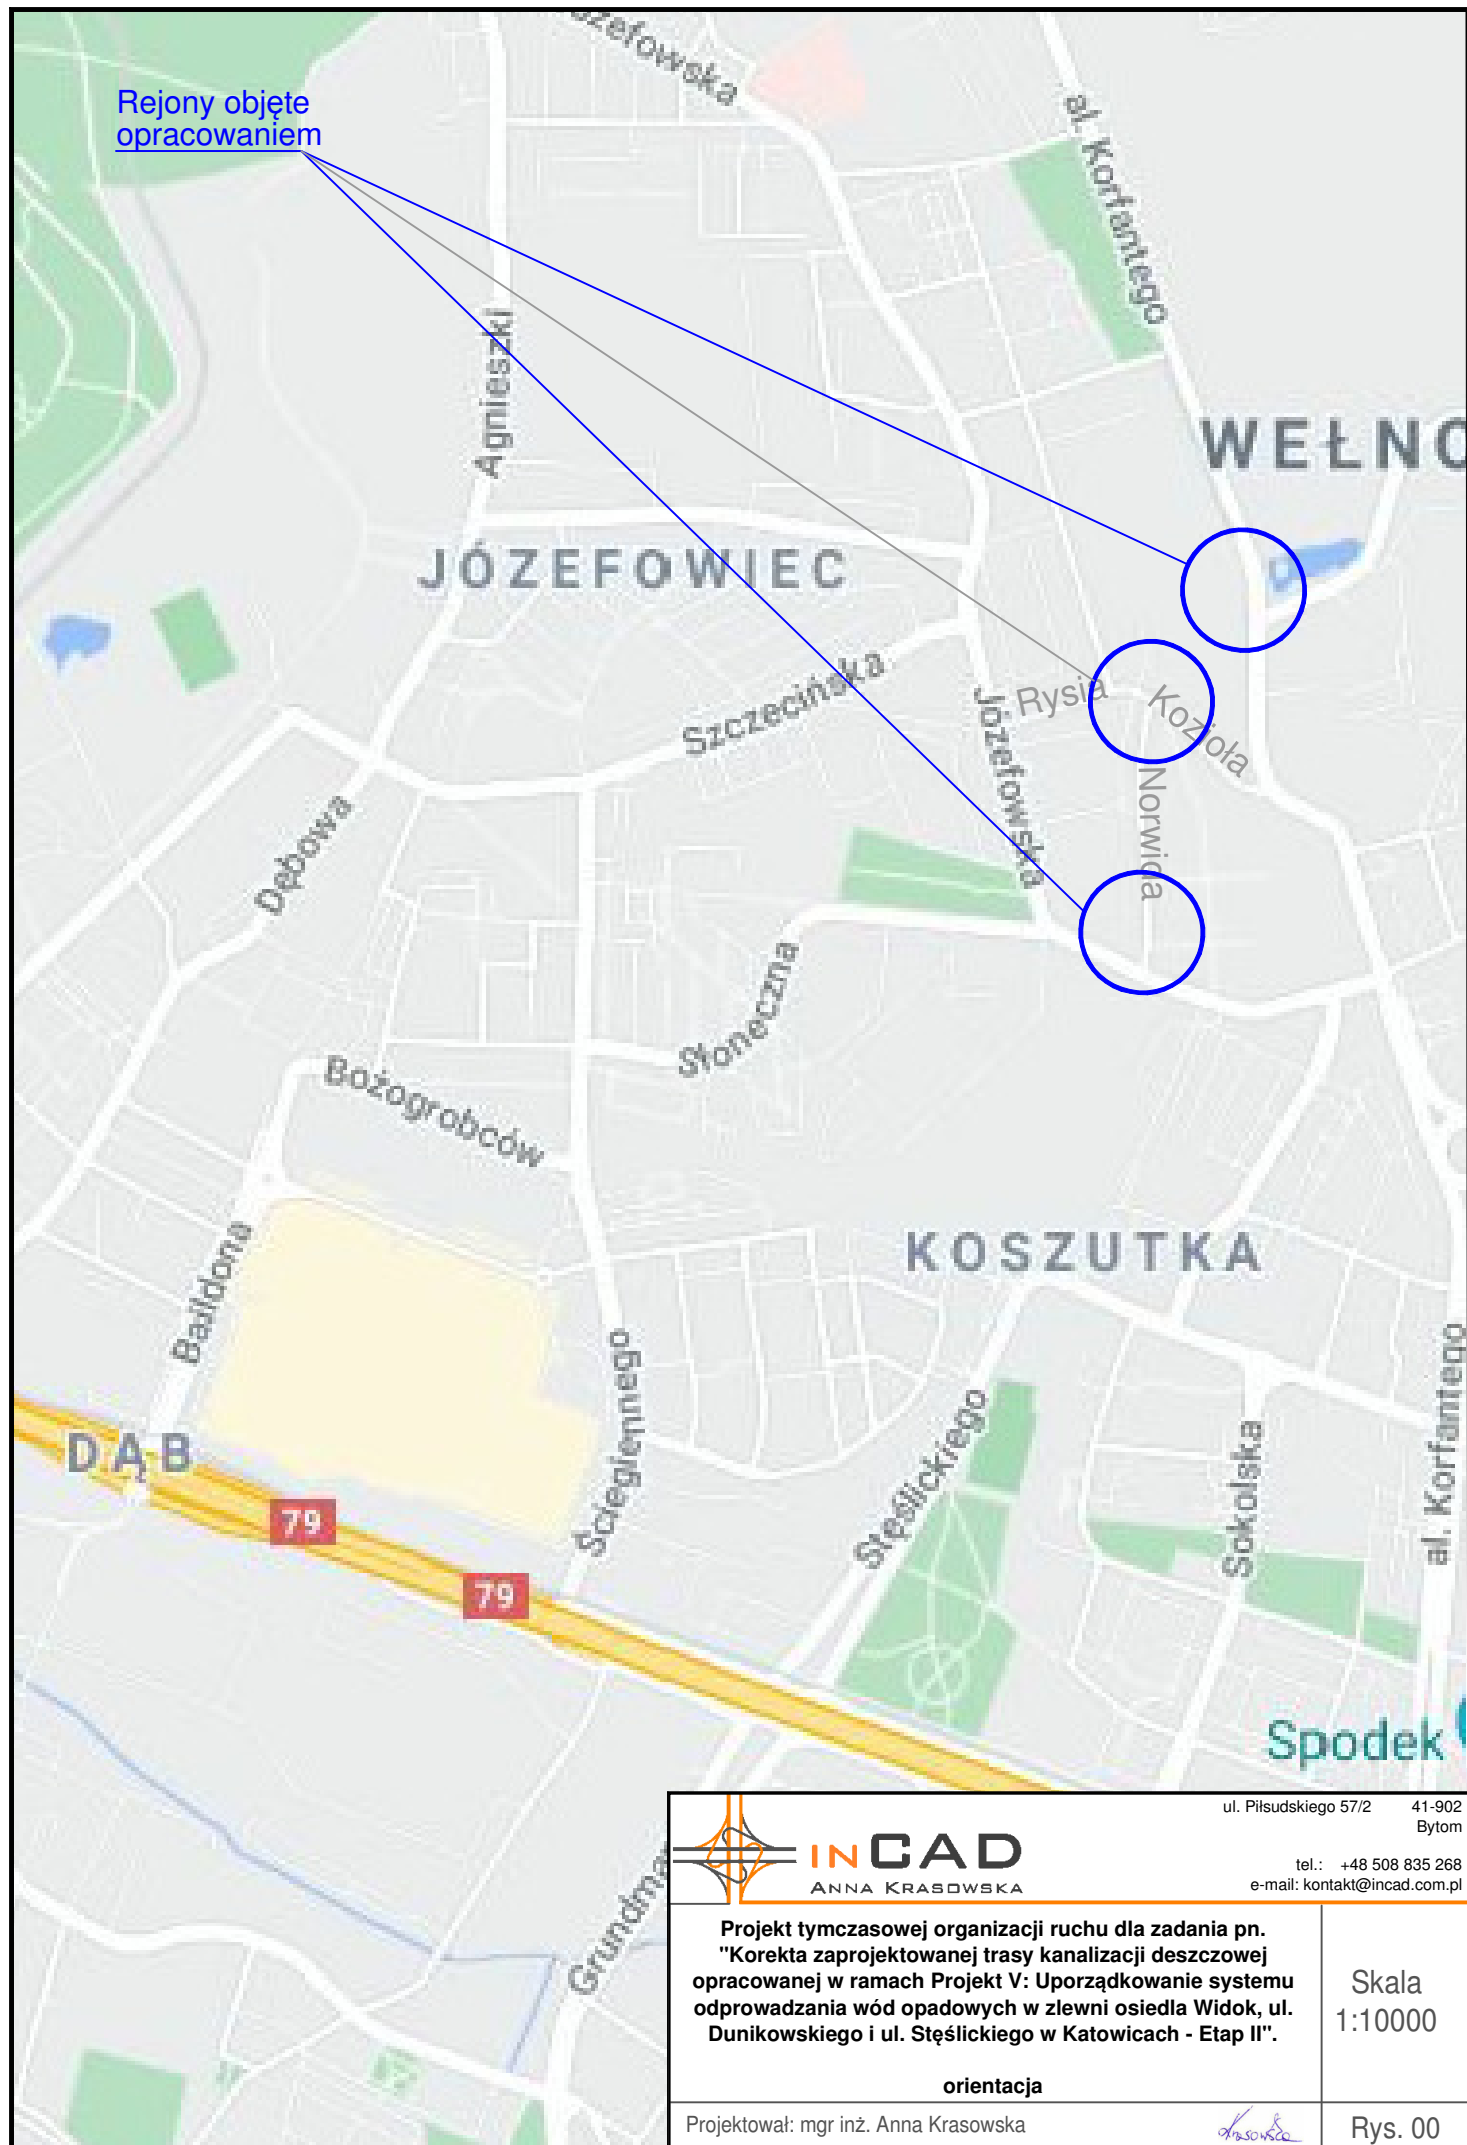 Rejony objęte
opracowaniem
Józefowska
al. Korfantego
Agnieszki
WEŁNO
JÓZEFOWIEC
Szczecińska
Rysia
Kozioła
Józefowska
Norwida
Dębowa
Słoneczna
Bożogrobców
KOSZUTKA
Baildona
Ściegiennego
Stęślickiego
Sokolska
al. Korfantego
DĄB
79
79
Spodek
Grundma
ul. Piłsudskiego 57/2 41-902
Bytom
tel.: +48 508 835 268
e-mail: kontakt@incad.com.pl
INCAD
ANNA KRASOWSKA
Projekt tymczasowej organizacji ruchu dla zadania pn.
"Korekta zaprojektowanej trasy kanalizacji deszczowej
opracowanej w ramach Projekt V: Uporządkowanie systemu
odprowadzania wód opadowych w zlewni osiedla Widok, ul.
Dunikowskiego i ul. Stęślickiego w Katowicach - Etap II".
orientacja
Skala
1:10000
Projektował: mgr inż. Anna Krasowska
Krasowska
Rys. 00